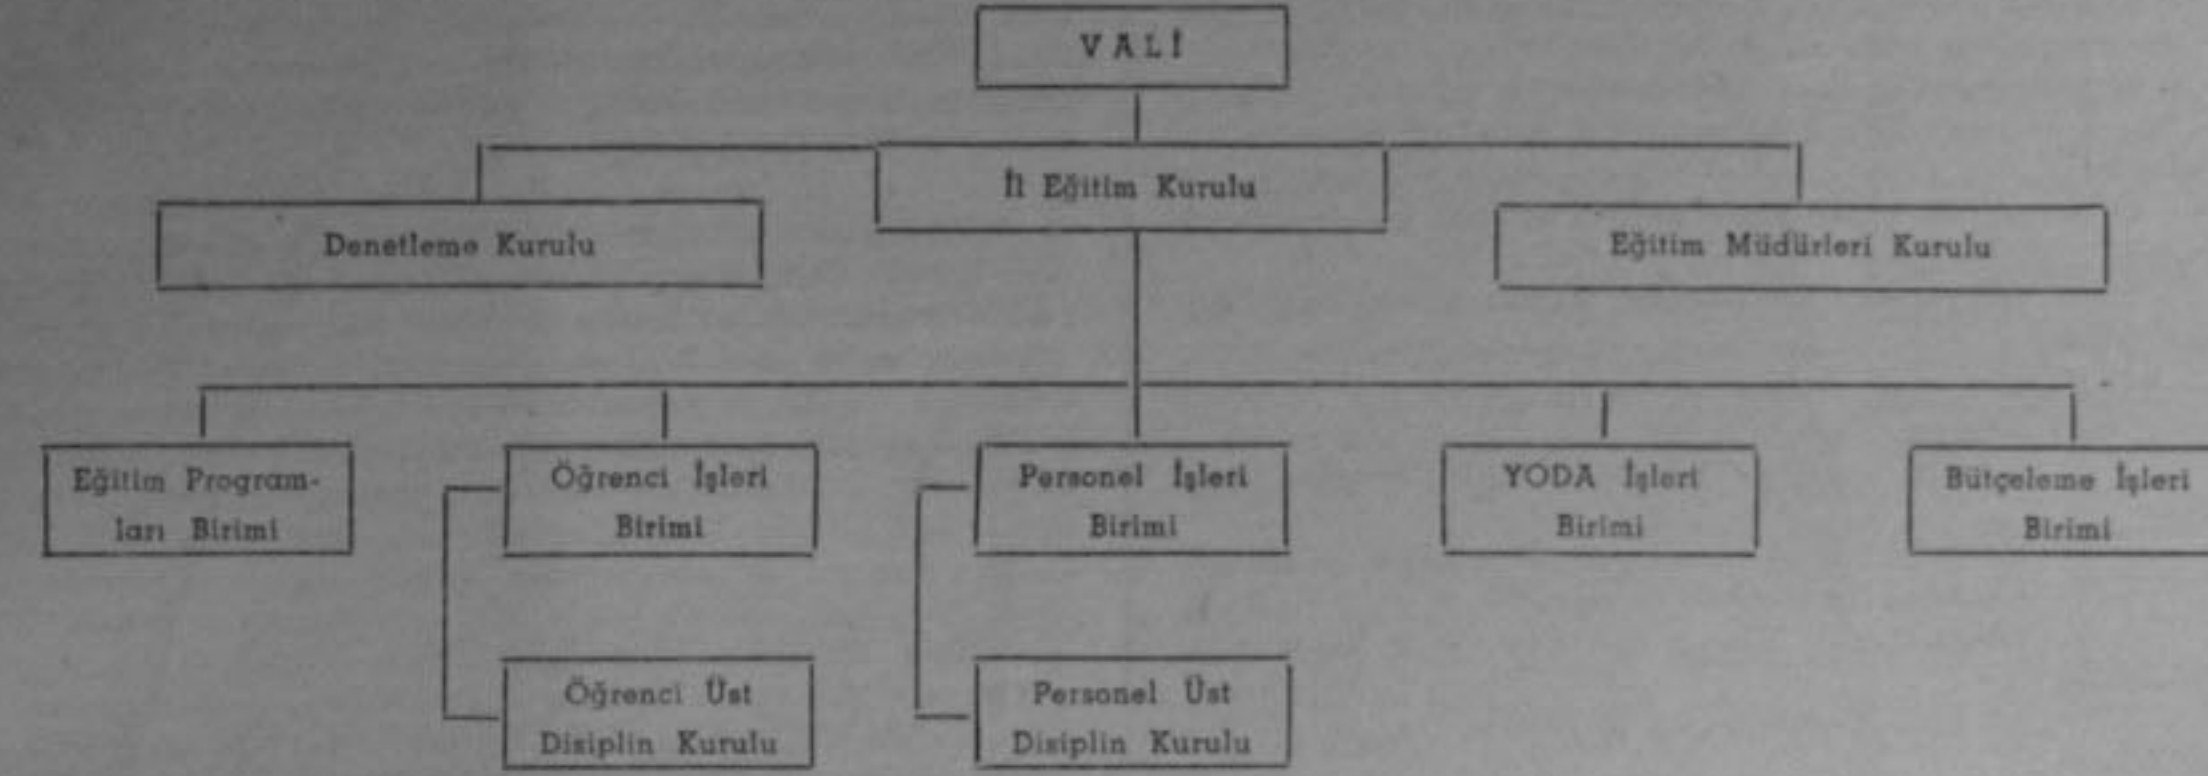 VALİ
İl Eğitim Kurulu
Denetleme Kurulu
Eğitim Müdürleri Kurulu
Eğitim Program-
ları Birimi
Öğrenci İşleri
Birimi
Personel İşleri
Birimi
YODA İşleri
Birimi
Bütçeleme İşleri
Birimi
Öğrenci Üst
Disiplin Kurulu
Personel Üst
Disiplin Kurulu